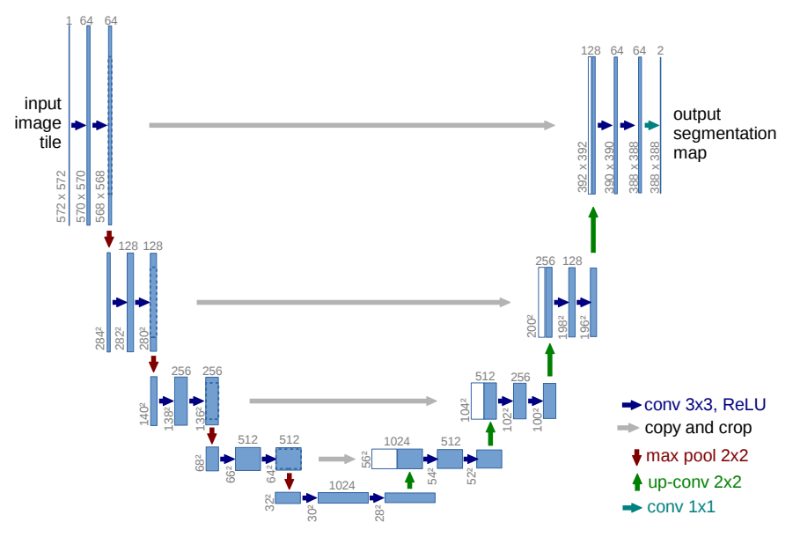 1 64 64
128 64 64 2
input
image
tile
output
segmentation
map
572 x 572
570 x 570
568 x 568
392 x 392
390 x 390
388 x 388
388 x 388
128 128
256 128
284²
282²
280²
200²
198²
196²
256 256
512 256
140²
138²
136²
104²
102²
100²
512 512
1024 512
68²
66²
64²
56²
54²
52²
1024
32²
30²
28²
conv 3x3, ReLU
copy and crop
max pool 2x2
up-conv 2x2
conv 1x1